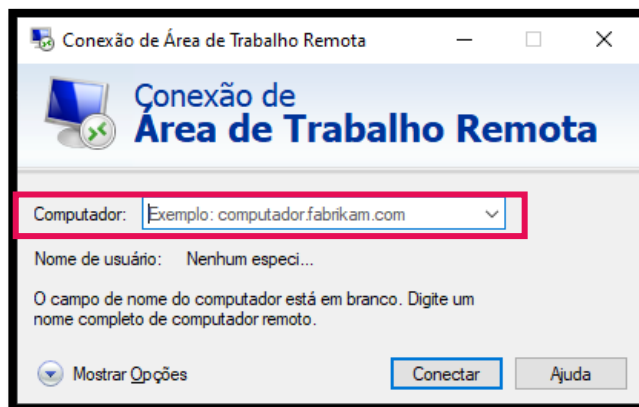 Conexão de Área de Trabalho Remota
Conexão de
Área de Trabalho Remota
Computador: Exemplo: computador.fabrikam.com
Nome de usuário: Nenhum especi...
O campo de nome do computador está em branco. Digite um
nome completo de computador remoto.
Mostrar Opções Conectar Ajuda